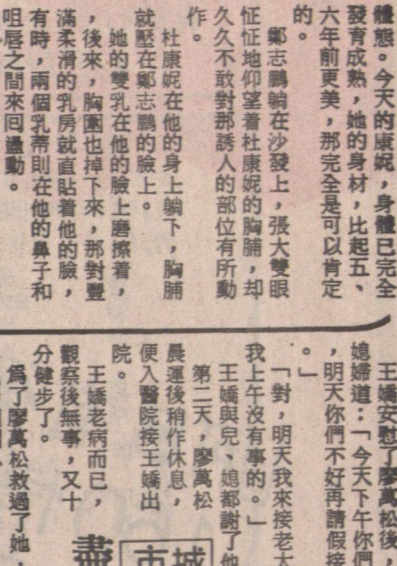 體態。今天的康妮，身體已完全
發育成熟，她的身材，比起五、
六年前更美，那完全是可以肯定
的。
鄭志鵬躺在沙發上，張大雙眼
怔怔地仰望着杜康妮的胸脯，却
久久不敢對那誘人的部位有所動
作。
杜康妮在他的身上躺下，胸脯
就壓在鄭志鵬的臉上。
她的雙乳在他的臉上磨擦着，
，後來，胸圍也掉下來，那對豐
滿柔滑的乳房就直貼着他的臉，
有時，兩個乳蒂則在他的鼻子和
咀唇之間來回盪動。
王嬌安慰了廖萬松後，
媳婦道：「今天下午你們
，明天你們不好再請假接
。」
「對，明天我來接老太
我上午沒有事的。」
王嬌與兒、媳都謝了他
第二天，廖萬松
晨運後稍作休息，
便入醫院接王嬌出
院。
王嬌老病而已，
觀察後無事，又十
分健步了。
爲了廖萬松救過了她，
城市
盡